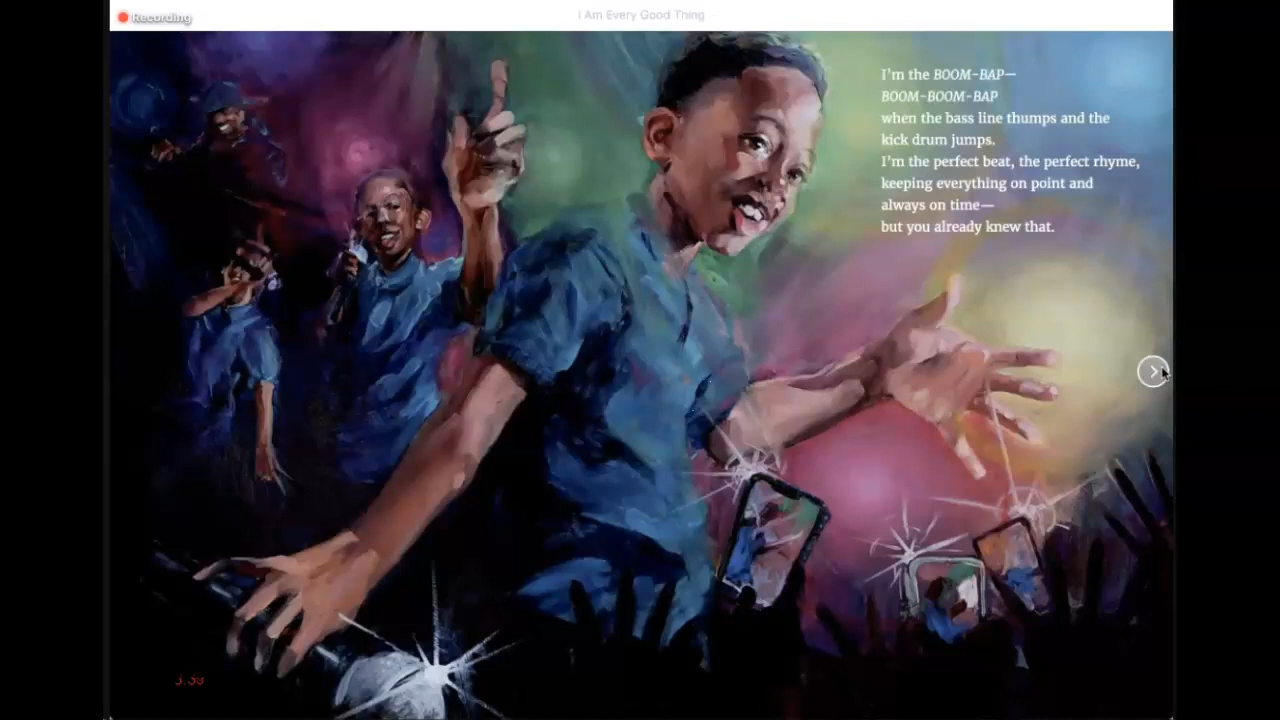 Recording
I Am Every Good Thing
I'm the BOOM-BAP—
BOOM-BOOM-BAP
when the bass line thumps and the
kick drum jumps.
I'm the perfect beat, the perfect rhyme,
keeping everything on point and
always on time—
but you already knew that.